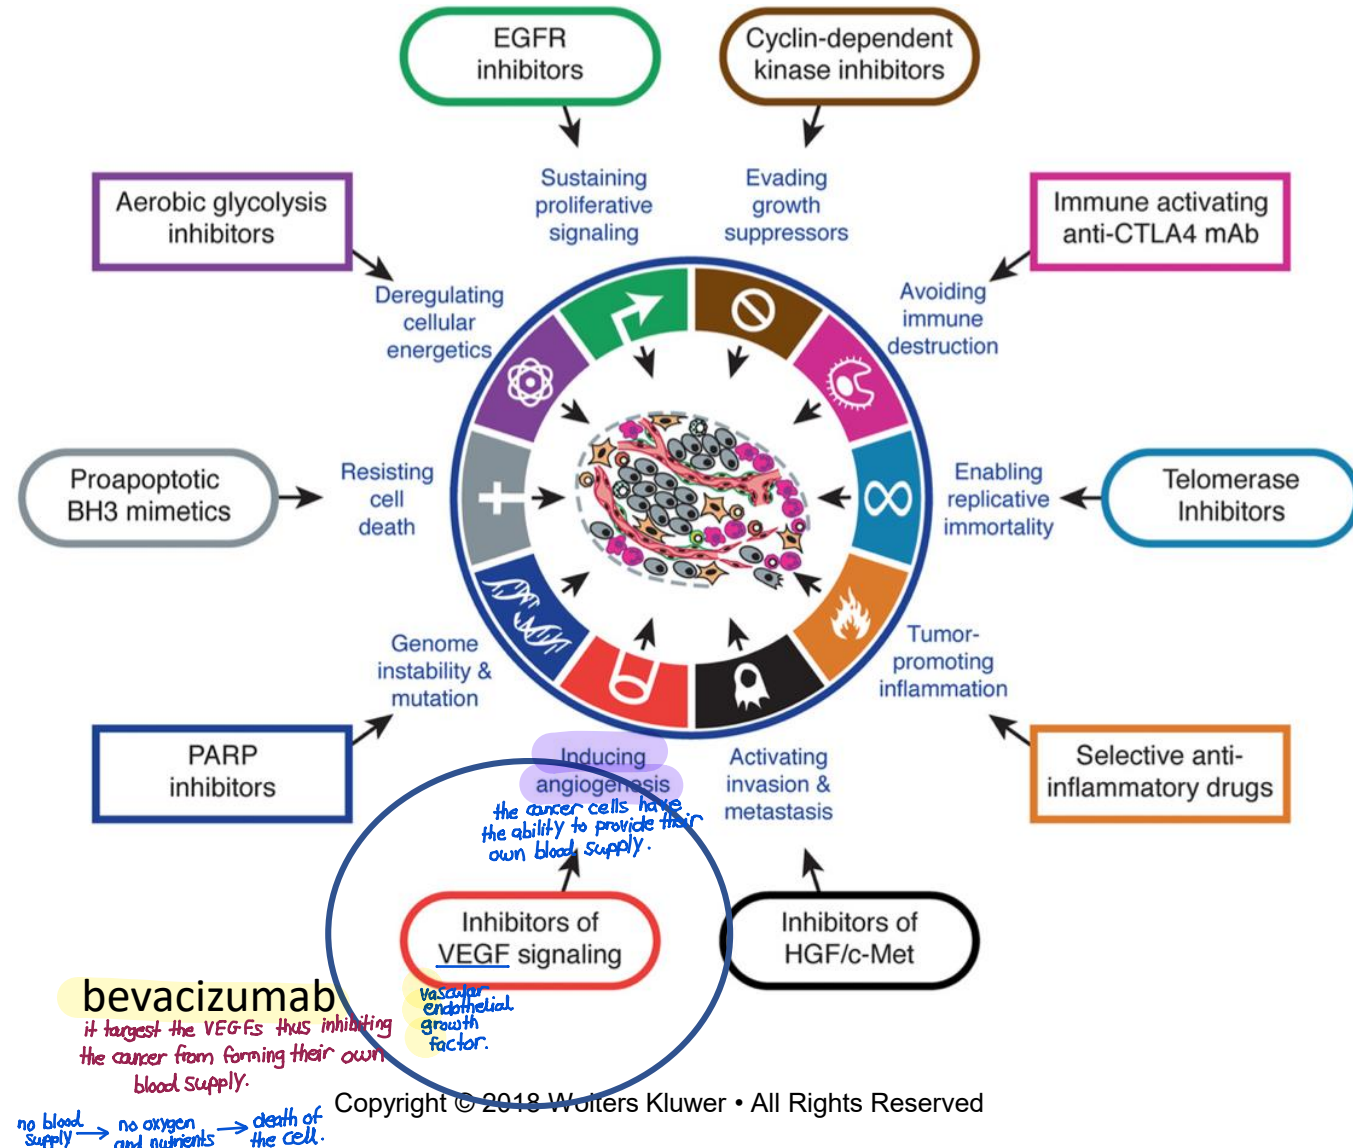 EGFR
inhibitors
Cyclin-dependent
kinase inhibitors
Sustaining
proliferative
signaling
Evading
growth
suppressors
Aerobic glycolysis
inhibitors
Immune activating
anti-CTLA4 mAb
Deregulating
cellular
energetics
Avoiding
immune
destruction
Proapoptotic
BH3 mimetics
Resisting
cell
death
Enabling
replicative
immortality
Telomerase
Inhibitors
Genome
instability &
mutation
Tumor-
promoting
inflammation
PARP
inhibitors
Inducing
angiogenesis
the cancer cells have
the ability to provide their
own blood supply.
Activating
invasion &
metastasis
Selective anti-
inflammatory drugs
Inhibitors of
VEGF signaling
Inhibitors of
HGF/c-Met
vascular
endothelial
growth
factor.
bevacizumab
it targest the VEGFs thus inhibiting
the cancer from forming their own
blood supply.
Copyright © 2018 Wolters Kluwer • All Rights Reserved
no blood
supply → no oxygen
and nutrients → death of
the cell.